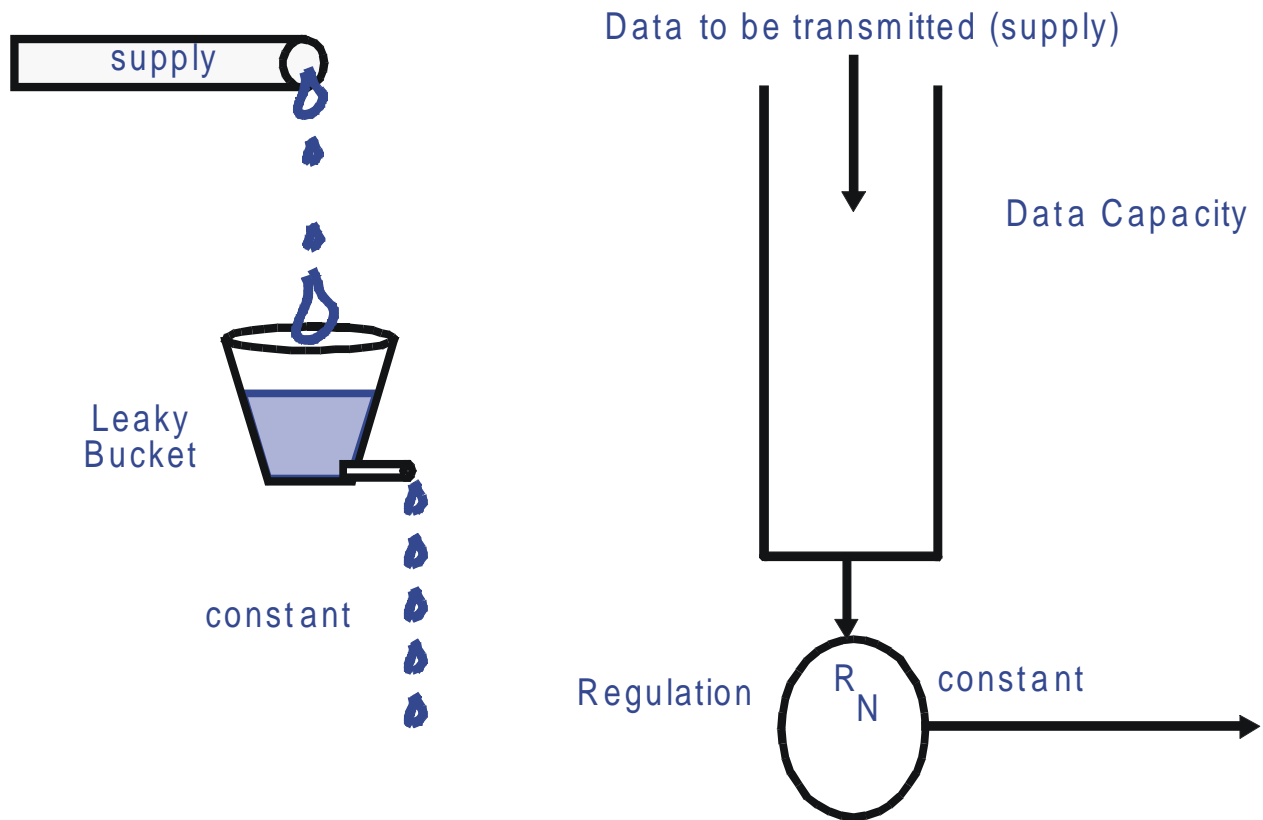 supply
Leaky
Bucket
constant
Data to be transmitted (supply)
Data Capacity
Regulation
R
N
constant